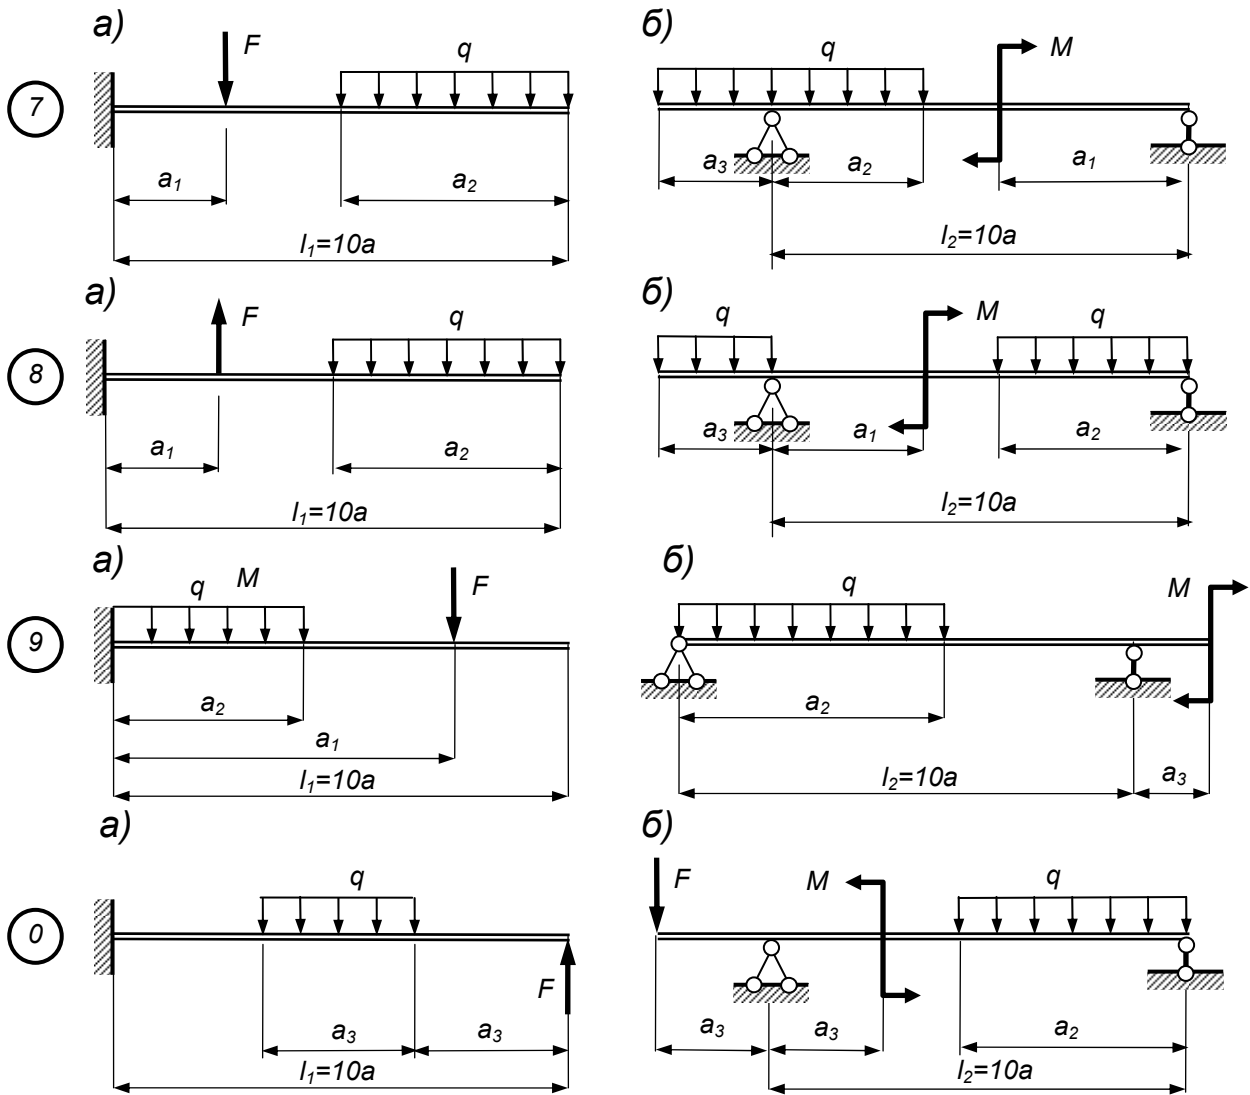 а) б)
F q q M
7
a₁ a₂ a₃ a₂ a₁
l₁=10a l₂=10a
а) б)
F q q M q
8
a₁ a₂ a₃ a₁ a₂
l₁=10a l₂=10a
а) б)
q M F q M
9
a₂ a₂
a₁
l₁=10a l₂=10a a₃
а) б)
q F M q
0
F
a₃ a₃ a₃ a₃ a₂
l₁=10a l₂=10a